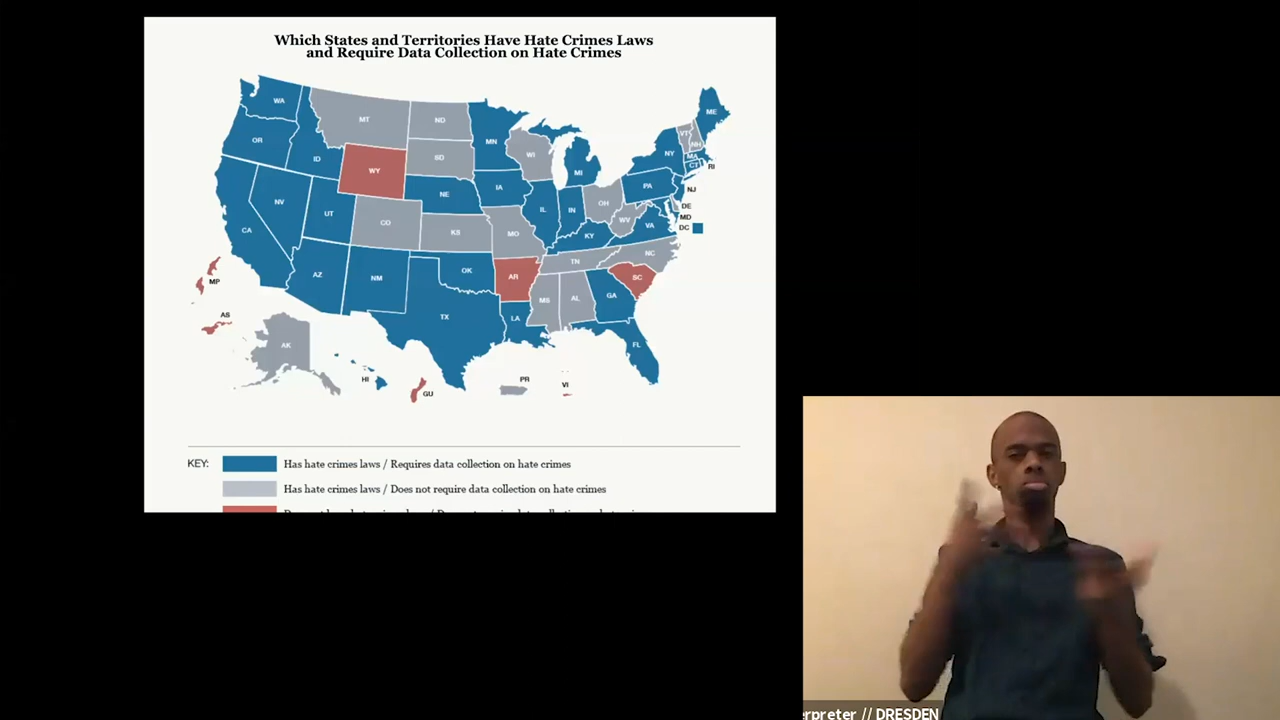 Which States and Territories Have Hate Crimes Laws
and Require Data Collection on Hate Crimes
WA
MT
ND
MN
ME
OR
ID
WY
SD
WI
MI
NY
VT
NH
MA
CT
RI
NV
UT
CO
NE
IA
IL
IN
OH
PA
NJ
DE
MD
DC
CA
KS
MO
KY
WV
VA
AZ
NM
OK
AR
TN
NC
SC
MP
AS
TX
LA
MS
AL
GA
FL
AK
HI
GU
PR
VI
KEY:
Has hate crimes laws / Requires data collection on hate crimes
Has hate crimes laws / Does not require data collection on hate crimes
erpreter // DRESDEN